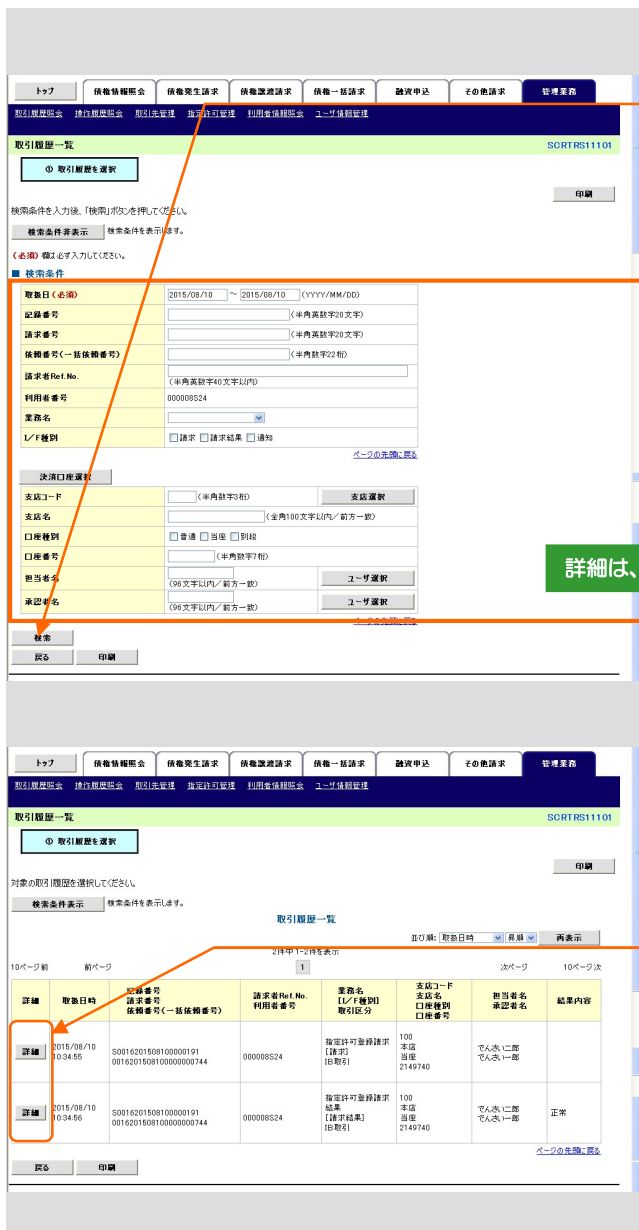 トップ 債権情報照会 債権発生請求 債権譲渡請求 債権一括請求 融資申込 その他請求 管理業務
取引履歴照会 操作履歴照会 取引先管理 指定許可管理 利用者情報照会 ユーザ情報管理
取引履歴一覧 SCRTRS11101
① 取引履歴を選択
印刷
検索条件を入力後、「検索」ボタンを押してください。
検索条件非表示 検索条件を表示します。
(必須)欄は必ず入力してください。
■ 検索条件
取扱日(必須) 2015/08/10 ～ 2015/08/10 (YYYY/MM/DD)
記録番号 (半角英数字20文字)
請求番号 (半角英数字20文字)
依頼番号(一括依頼番号) (半角数字22桁)
請求者Ref.No. (半角英数字40文字以内)
利用者番号 000008S24
業務名
I/F種別 請求 請求結果 通知
ページの先頭に戻る
決済口座選択
支店コード (半角数字3桁) 支店選択
支店名 (全角100文字以内/前方一致)
口座種別 普通 当座 別段
口座番号 (半角数字7桁)
詳細は、
担当者名 (96文字以内/前方一致) ユーザ選択
承認者名 (96文字以内/前方一致) ユーザ選択
ページの先頭に戻る
検索
戻る 印刷
トップ 債権情報照会 債権発生請求 債権譲渡請求 債権一括請求 融資申込 その他請求 管理業務
取引履歴照会 操作履歴照会 取引先管理 指定許可管理 利用者情報照会 ユーザ情報管理
取引履歴一覧 SCRTRS11101
① 取引履歴を選択
印刷
対象の取引履歴を選択してください。
検索条件表示 検索条件を表示します。
取引履歴一覧
並び順: 取扱日時 昇順 再表示
2件中 1-2件を表示
10ページ前 前ページ 1 次ページ 10ページ次
詳細 取扱日時 記録番号 請求番号 依頼番号(一括依頼番号) 請求者Ref.No. 利用者番号 業務名 [I/F種別] 取引区分 支店コード 支店名 口座種別 口座番号 担当者名 承認者名 結果内容
詳細 2015/08/10 10:34:55 S0016201508100000191 0016201508100000000744 000008S24 指定許可登録請求 [請求] IB取引 100 本店 当座 2149740 でんさい二郎 でんさい一郎
詳細 2015/08/10 10:34:56 S0016201508100000191 0016201508100000000744 000008S24 指定許可登録請求結果 [請求結果] IB取引 100 本店 当座 2149740 でんさい二郎 でんさい一郎 正常
ページの先頭に戻る
戻る 印刷